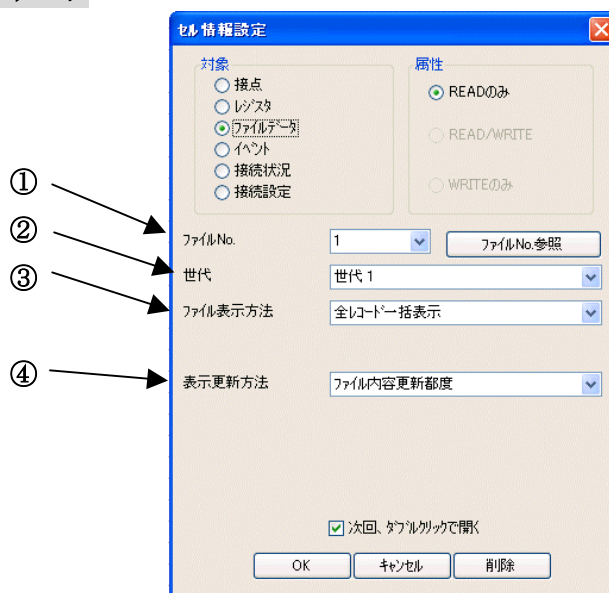 セル情報設定
対象
接点
レジスタ
ファイルデータ
イベント
接続状況
接続設定
属性
READのみ
READ/WRITE
WRITEのみ
①
ファイルNo.
1
ファイルNo.参照
②
世代
世代 1
③
ファイル表示方法
全レコード一括表示
④
表示更新方法
ファイル内容更新都度
次回、ダブルクリックで開く
OK
キャンセル
削除